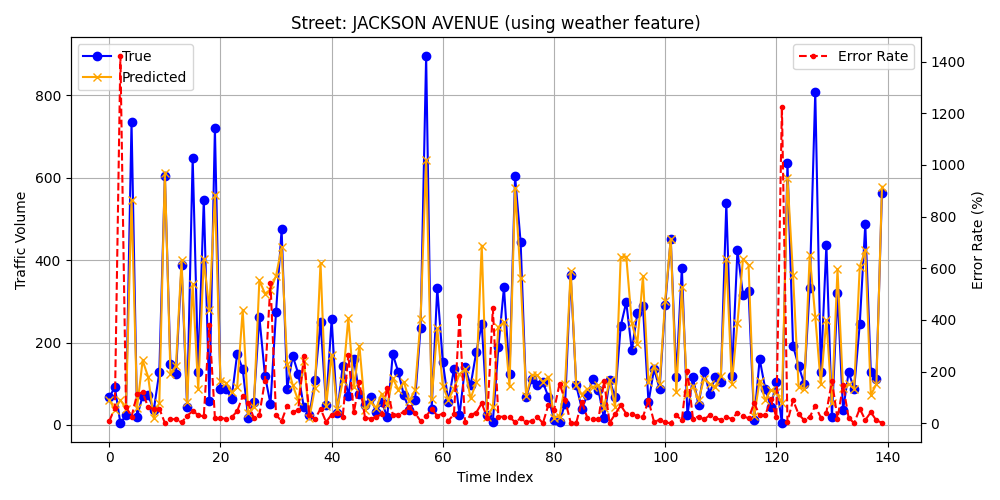 Street: JACKSON AVENUE (using weather feature)
True
Predicted
Error Rate
Traffic Volume
800
600
400
200
0
1400
1200
1000
800
600
400
200
0
Error Rate (%)
0 20 40 60 80 100 120 140
Time Index